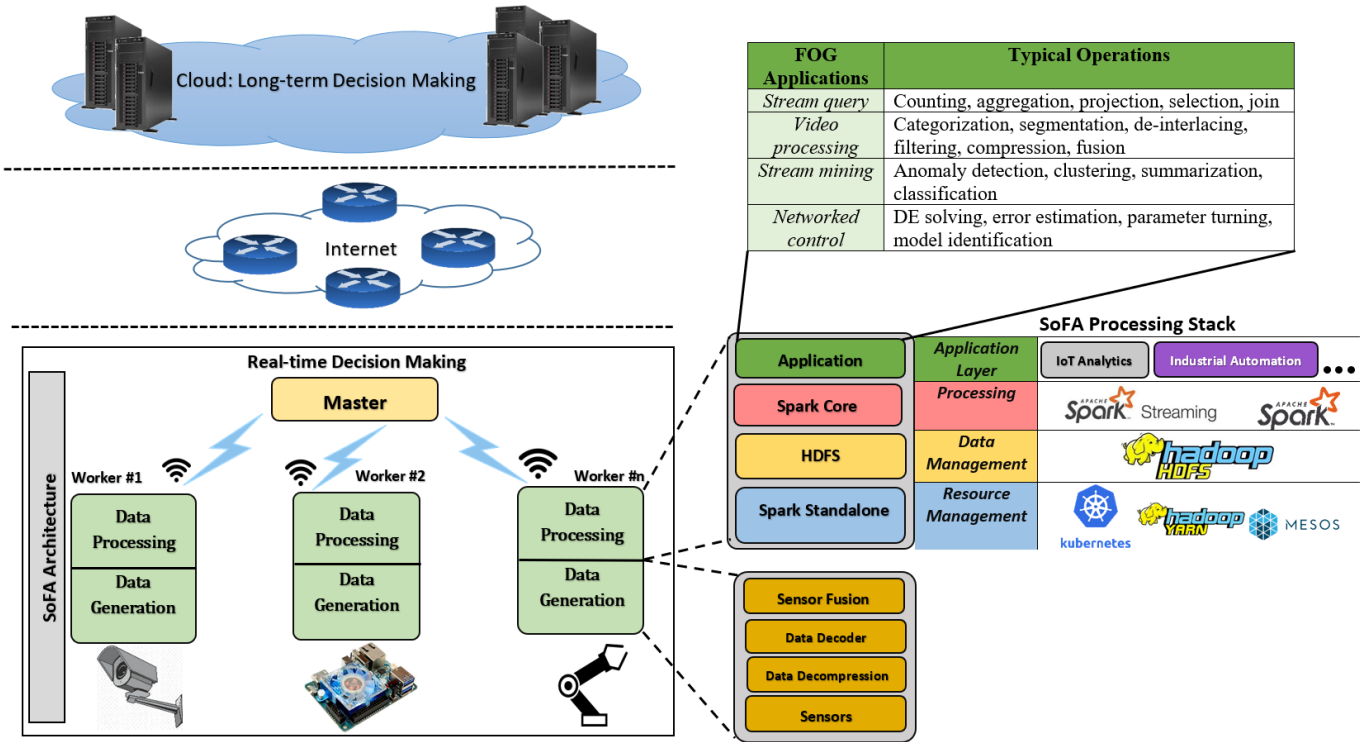 Cloud: Long-term Decision Making
Internet
FOG
Applications
Typical Operations
Stream query
Counting, aggregation, projection, selection, join
Video
processing
Categorization, segmentation, de-interlacing,
filtering, compression, fusion
Stream mining
Anomaly detection, clustering, summarization,
classification
Networked
control
DE solving, error estimation, parameter turning,
model identification
SoFA Architecture
Real-time Decision Making
Master
Worker #1
Worker #2
Worker #n
Data
Processing
Data
Generation
Data
Processing
Data
Generation
Data
Processing
Data
Generation
SoFA Processing Stack
Application
Application
Layer
IoT Analytics
Industrial Automation
Spark Core
Processing
APACHE
Spark Streaming
APACHE
Spark
HDFS
Data
Management
hadoop
HDFS
Spark Standalone
Resource
Management
kubernetes
hadoop
YARN
MESOS
Sensor Fusion
Data Decoder
Data Decompression
Sensors